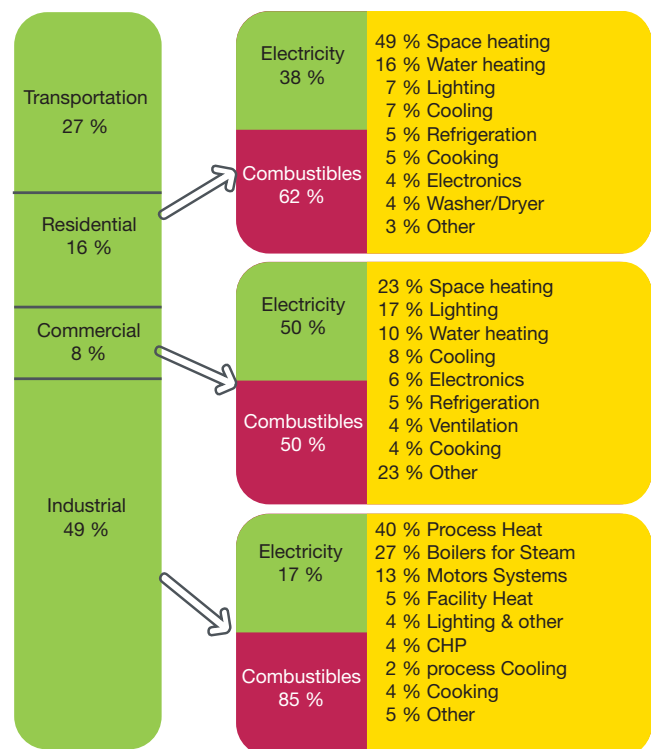 Transportation
27 %
Residential
16 %
Commercial
8 %
Industrial
49 %
Electricity
38 %
Combustibles
62 %
49 % Space heating
16 % Water heating
7 % Lighting
7 % Cooling
5 % Refrigeration
5 % Cooking
4 % Electronics
4 % Washer/Dryer
3 % Other
Electricity
50 %
Combustibles
50 %
23 % Space heating
17 % Lighting
10 % Water heating
8 % Cooling
6 % Electronics
5 % Refrigeration
4 % Ventilation
4 % Cooking
23 % Other
Electricity
17 %
Combustibles
85 %
40 % Process Heat
27 % Boilers for Steam
13 % Motors Systems
5 % Facility Heat
4 % Lighting & other
4 % CHP
2 % process Cooling
4 % Cooking
5 % Other